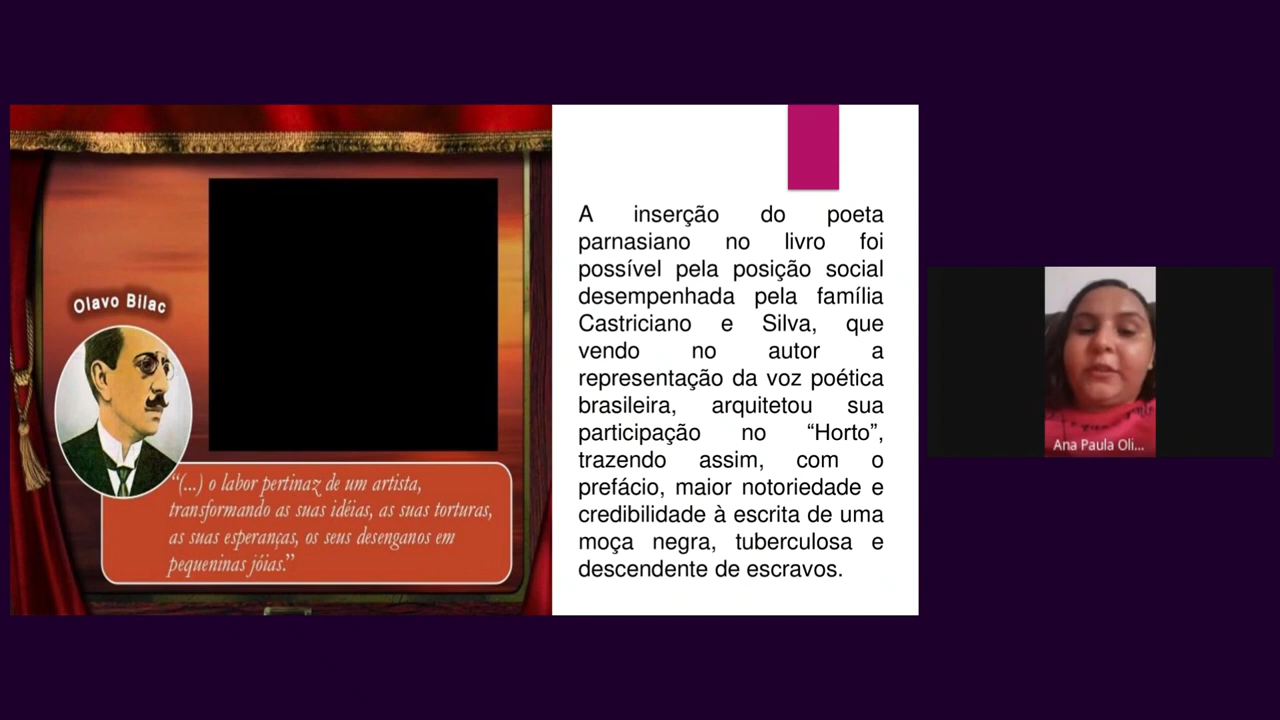 Olavo Bilac
“(...) o labor pertinaz de um artista,
transformando as suas idéias, as suas torturas,
as suas esperanças, os seus desenganos em
pequeninas jóias.”
A inserção do poeta
parnasiano no livro foi
possível pela posição social
desempenhada pela família
Castriciano e Silva, que
vendo no autor a
representação da voz poética
brasileira, arquitetou sua
participação no “Horto”,
trazendo assim, com o
prefácio, maior notoriedade e
credibilidade à escrita de uma
moça negra, tuberculosa e
descendente de escravos.
Ana Paula Oli...